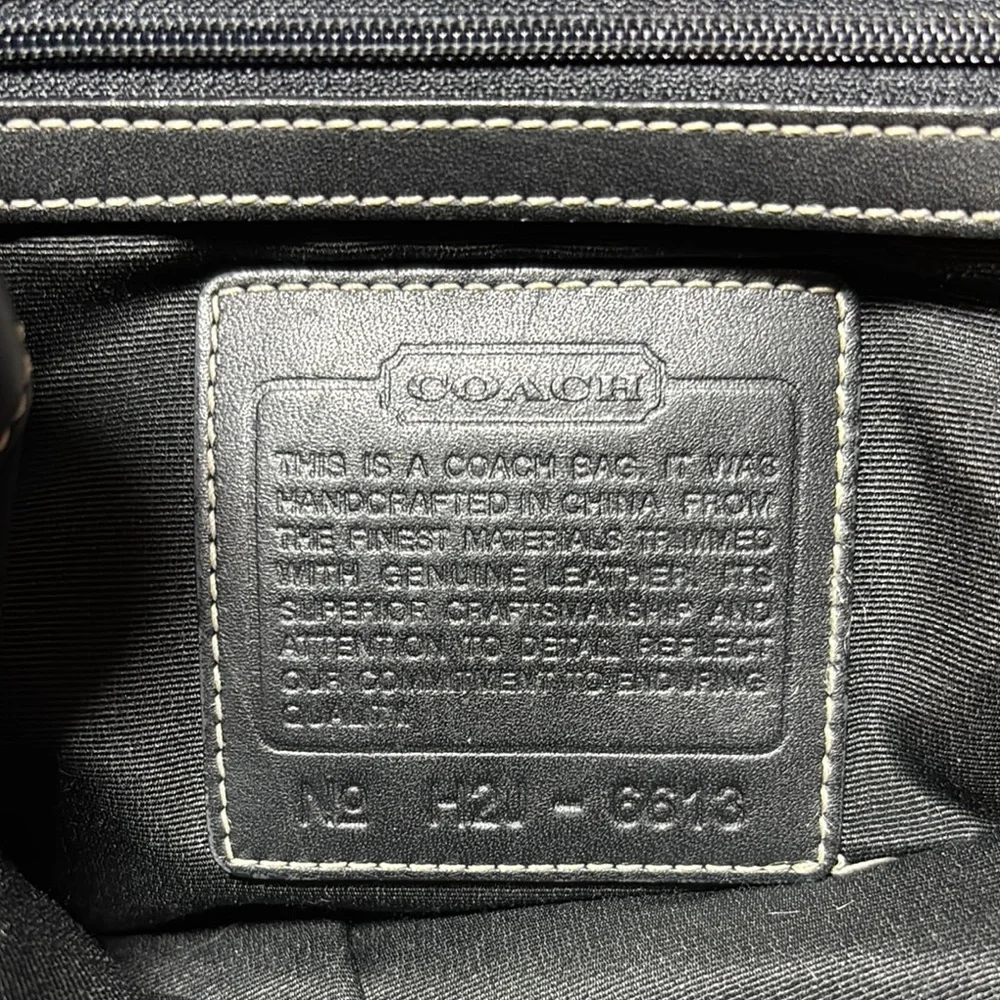 COACH
THIS IS A COACH BAG. IT WAS
HANDCRAFTED IN CHINA FROM
THE FINEST MATERIALS TRIMMED
WITH GENUINE LEATHER. ITS
SUPERIOR CRAFTSMANSHIP AND
ATTENTION TO DETAIL REFLECT
OUR COMMITMENT TO ENDURING
QUALITY.
Nº H2J - 6613